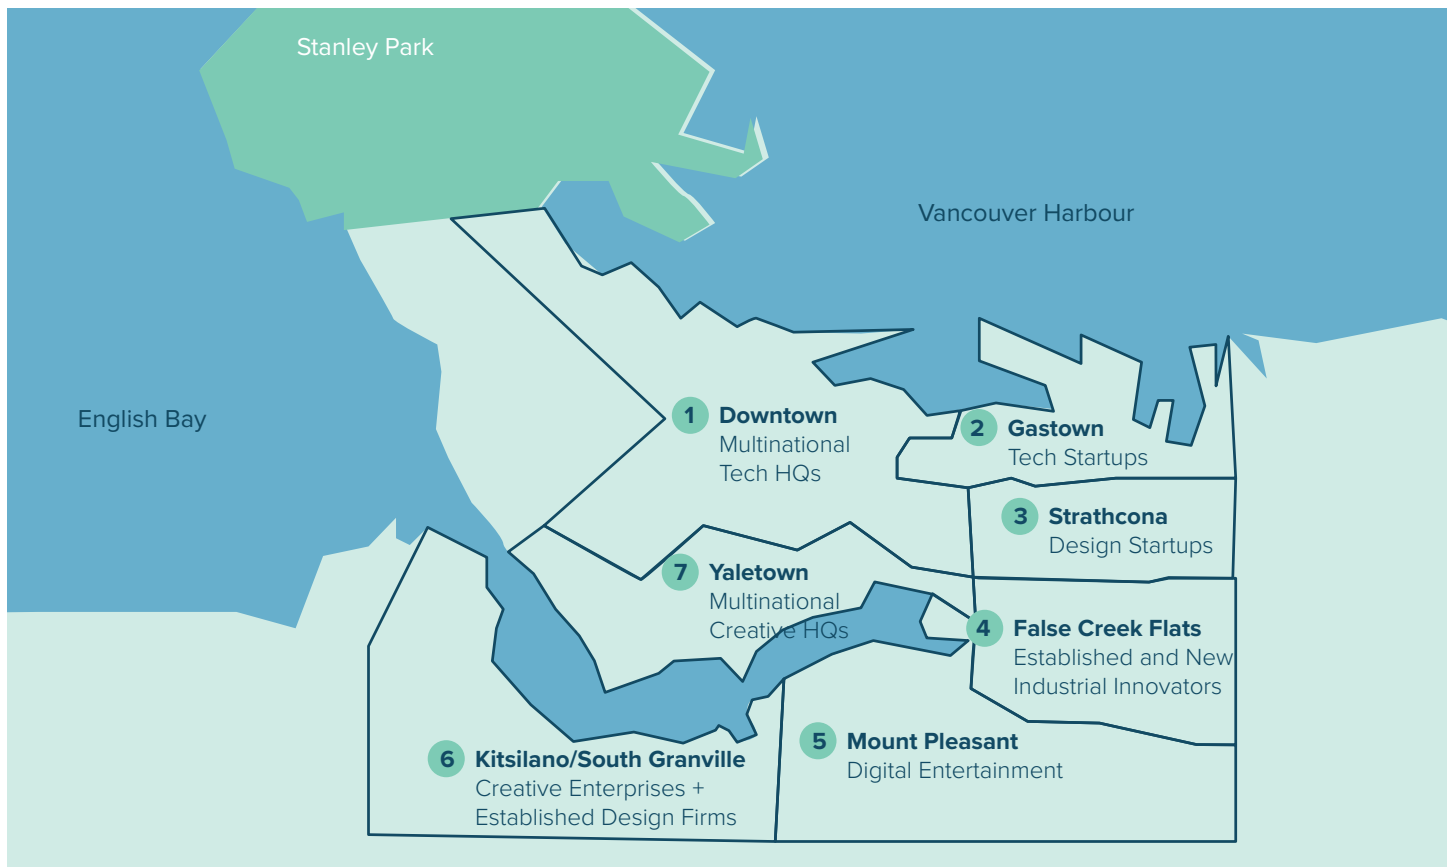 Stanley Park
Vancouver Harbour
English Bay
1 Downtown
Multinational
Tech HQs
2 Gastown
Tech Startups
3 Strathcona
Design Startups
7 Yaletown
Multinational
Creative HQs
4 False Creek Flats
Established and New
Industrial Innovators
5 Mount Pleasant
Digital Entertainment
6 Kitsilano/South Granville
Creative Enterprises +
Established Design Firms